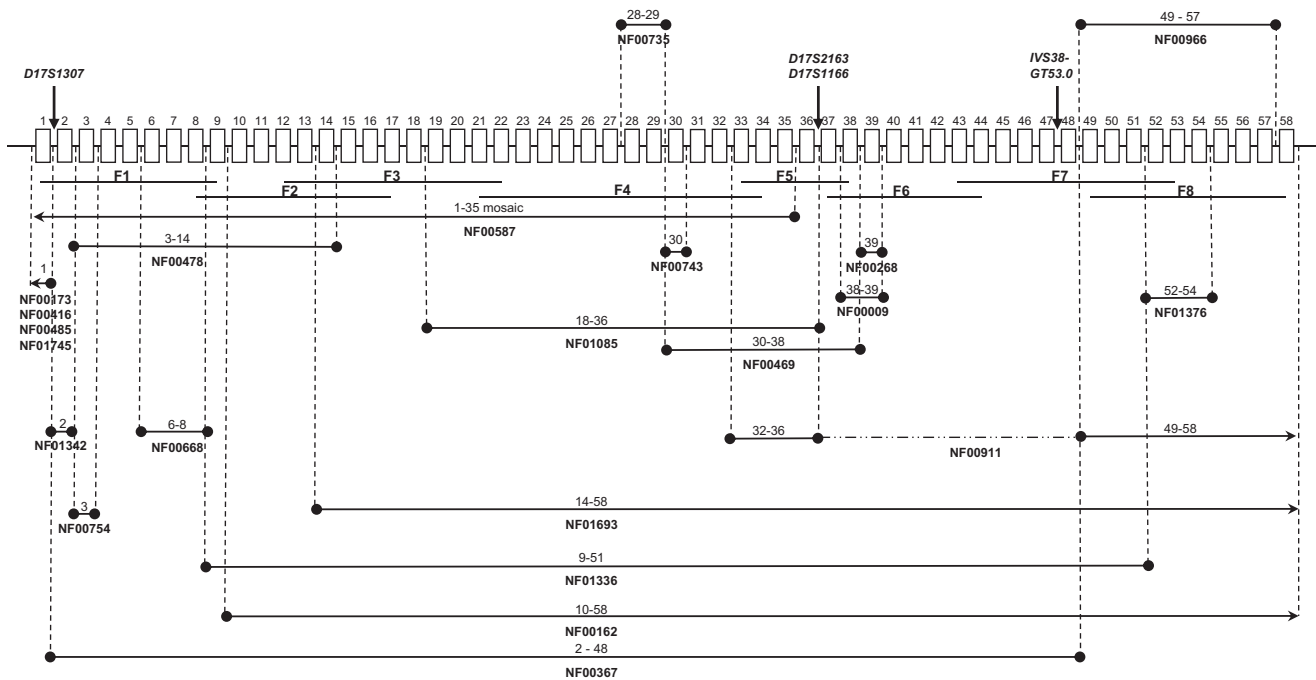 28-29
NF00735
49 - 57
NF00966
D17S1307
D17S2163
D17S1166
IVS38-
GT53.0
1 2 3 4 5 6 7 8 9 10 11 12 13 14 15 16 17 18 19 20 21 22 23 24 25 26 27 28 29 30 31 32 33 34 35 36 37 38 39 40 41 42 43 44 45 46 47 48 49 50 51 52 53 54 55 56 57 58
F1 F3 F5 F7
F2 F4 F6 F8
1-35 mosaic
NF00587
3-14
NF00478
30
NF00743
39
NF00268
1
NF00173
NF00416
NF00485
NF01745
38-39
NF00009
52-54
NF01376
18-36
NF01085
30-38
NF00469
2
NF01342
6-8
NF00668
32-36
NF00911
49-58
3
NF00754
14-58
NF01693
9-51
NF01336
10-58
NF00162
2 - 48
NF00367